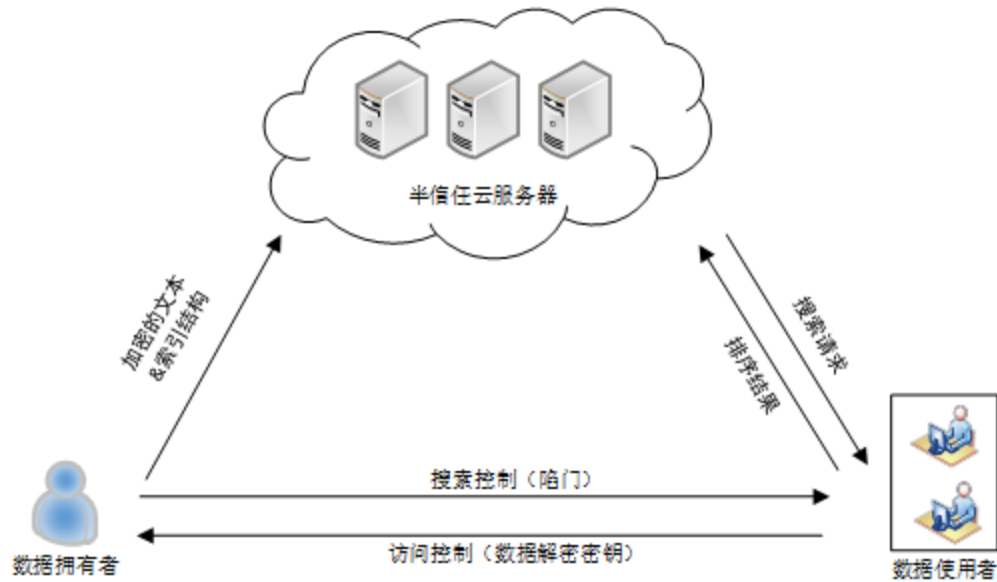 半信任云服务器
加密的文本
&索引结构
搜索请求
排序结果
搜素控制（陷门）
访问控制（数据解密密钥）
数据拥有者
数据使用者